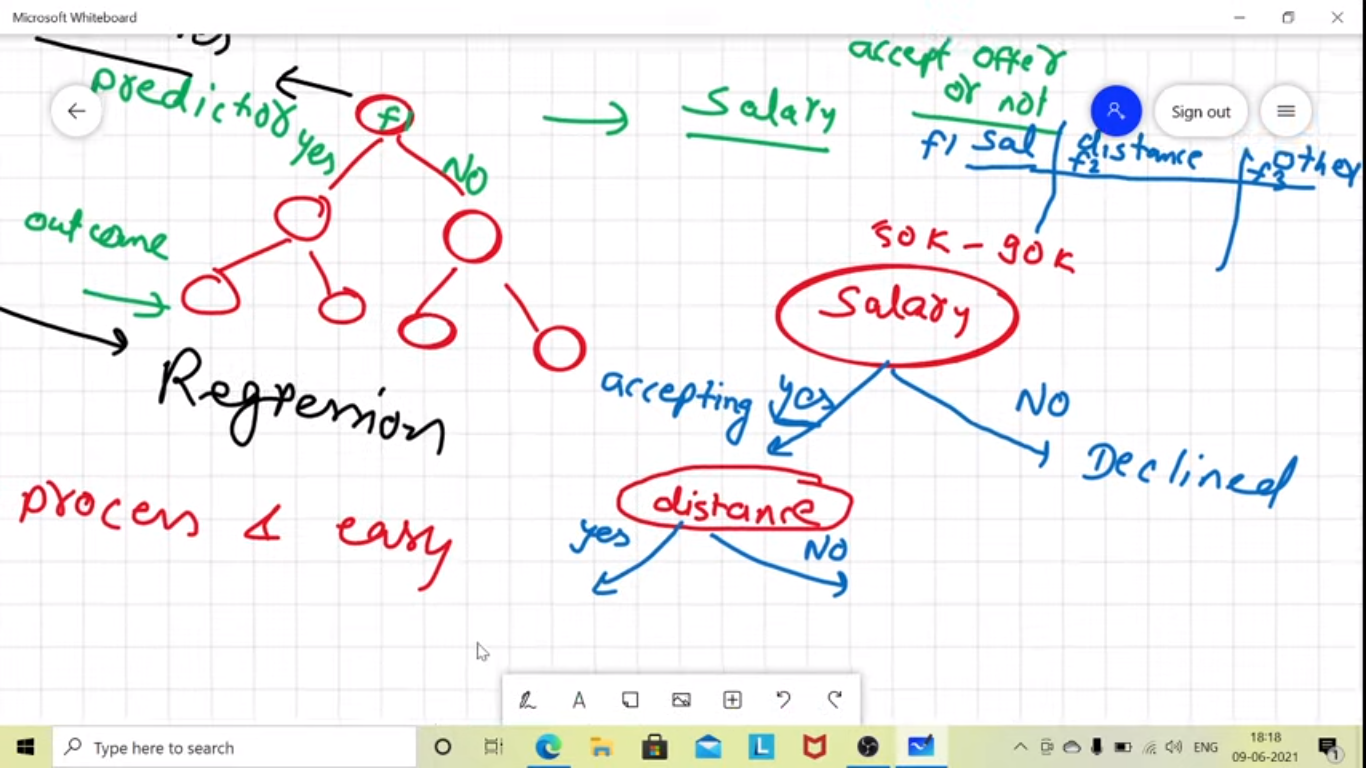 Microsoft Whiteboard
accept offer
or not
predictor
yes
f1
No
Salary
Sign out
f1 sal
distance
f2
Other
f3
outcome
50K - 90K
Salary
Regression
accepting yes
NO
Declined
process & easy
distance
yes
NO
A
Type here to search
L
ENG
18:18
09-06-2021
1